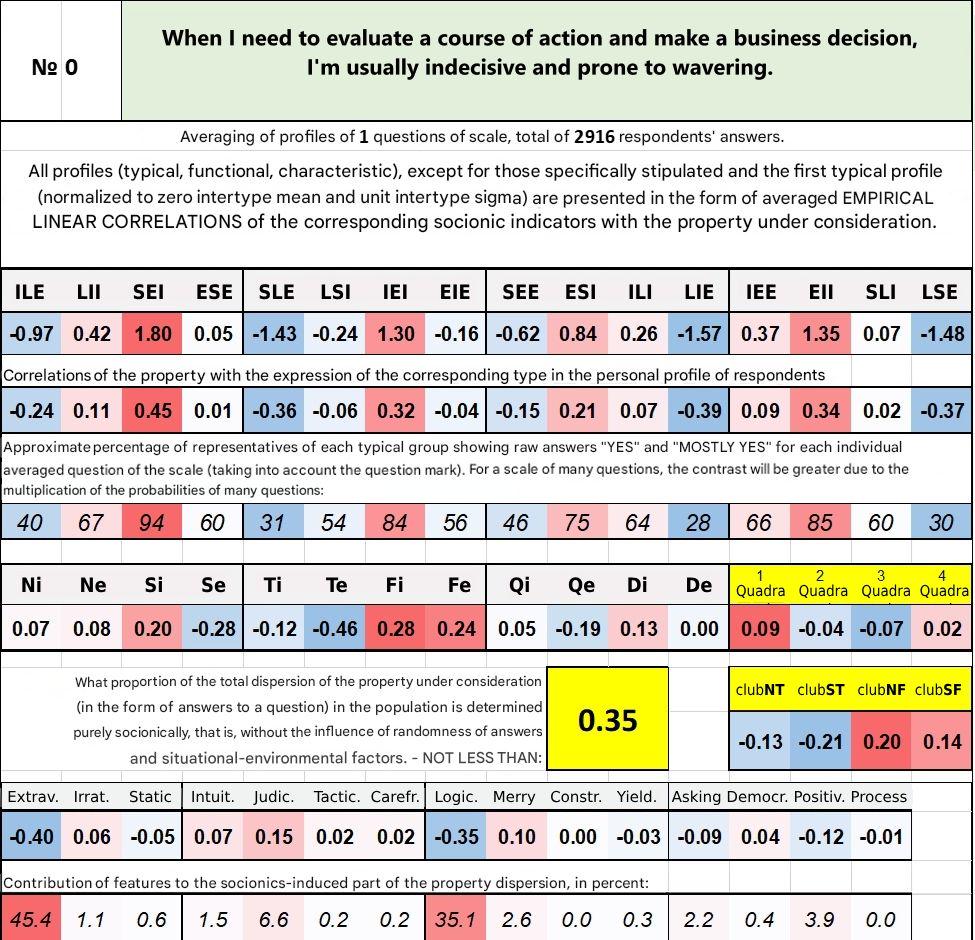 № 0
When I need to evaluate a course of action and make a business decision,
I'm usually indecisive and prone to wavering.
Averaging of profiles of 1 questions of scale, total of 2916 respondents' answers.
All profiles (typical, functional, characteristic), except for those specifically stipulated and the first typical profile
(normalized to zero intertype mean and unit intertype sigma) are presented in the form of averaged EMPIRICAL
LINEAR CORRELATIONS of the corresponding socionic indicators with the property under consideration.
ILE LII SEI ESE SLE LSI IEI EIE SEE ESI ILI LIE IEE EII SLI LSE
-0.97 0.42 1.80 0.05 -1.43 -0.24 1.30 -0.16 -0.62 0.84 0.26 -1.57 0.37 1.35 0.07 -1.48
Correlations of the property with the expression of the corresponding type in the personal profile of respondents
-0.24 0.11 0.45 0.01 -0.36 -0.06 0.32 -0.04 -0.15 0.21 0.07 -0.39 0.09 0.34 0.02 -0.37
Approximate percentage of representatives of each typical group showing raw answers "YES" and "MOSTLY YES" for each individual
averaged question of the scale (taking into account the question mark). For a scale of many questions, the contrast will be greater due to the
multiplication of the probabilities of many questions:
40 67 94 60 31 54 84 56 46 75 64 28 66 85 60 30
Ni Ne Si Se Ti Te Fi Fe Qi Qe Di De 1 Quadra 2 Quadra 3 Quadra 4 Quadra
0.07 0.08 0.20 -0.28 -0.12 -0.46 0.28 0.24 0.05 -0.19 0.13 0.00 0.09 -0.04 -0.07 0.02
What proportion of the total dispersion of the property under consideration
(in the form of answers to a question) in the population is determined
purely socionically, that is, without the influence of randomness of answers
and situational-environmental factors. - NOT LESS THAN:
0.35
clubNT clubST clubNF clubSF
-0.13 -0.21 0.20 0.14
Extrav. Irrat. Static Intuit. Judic. Tactic. Carefr. Logic. Merry Constr. Yield. Asking Democr. Positiv. Process
-0.40 0.06 -0.05 0.07 0.15 0.02 0.02 -0.35 0.10 0.00 -0.03 -0.09 0.04 -0.12 -0.01
Contribution of features to the socionics-induced part of the property dispersion, in percent:
45.4 1.1 0.6 1.5 6.6 0.2 0.2 35.1 2.6 0.0 0.3 2.2 0.4 3.9 0.0